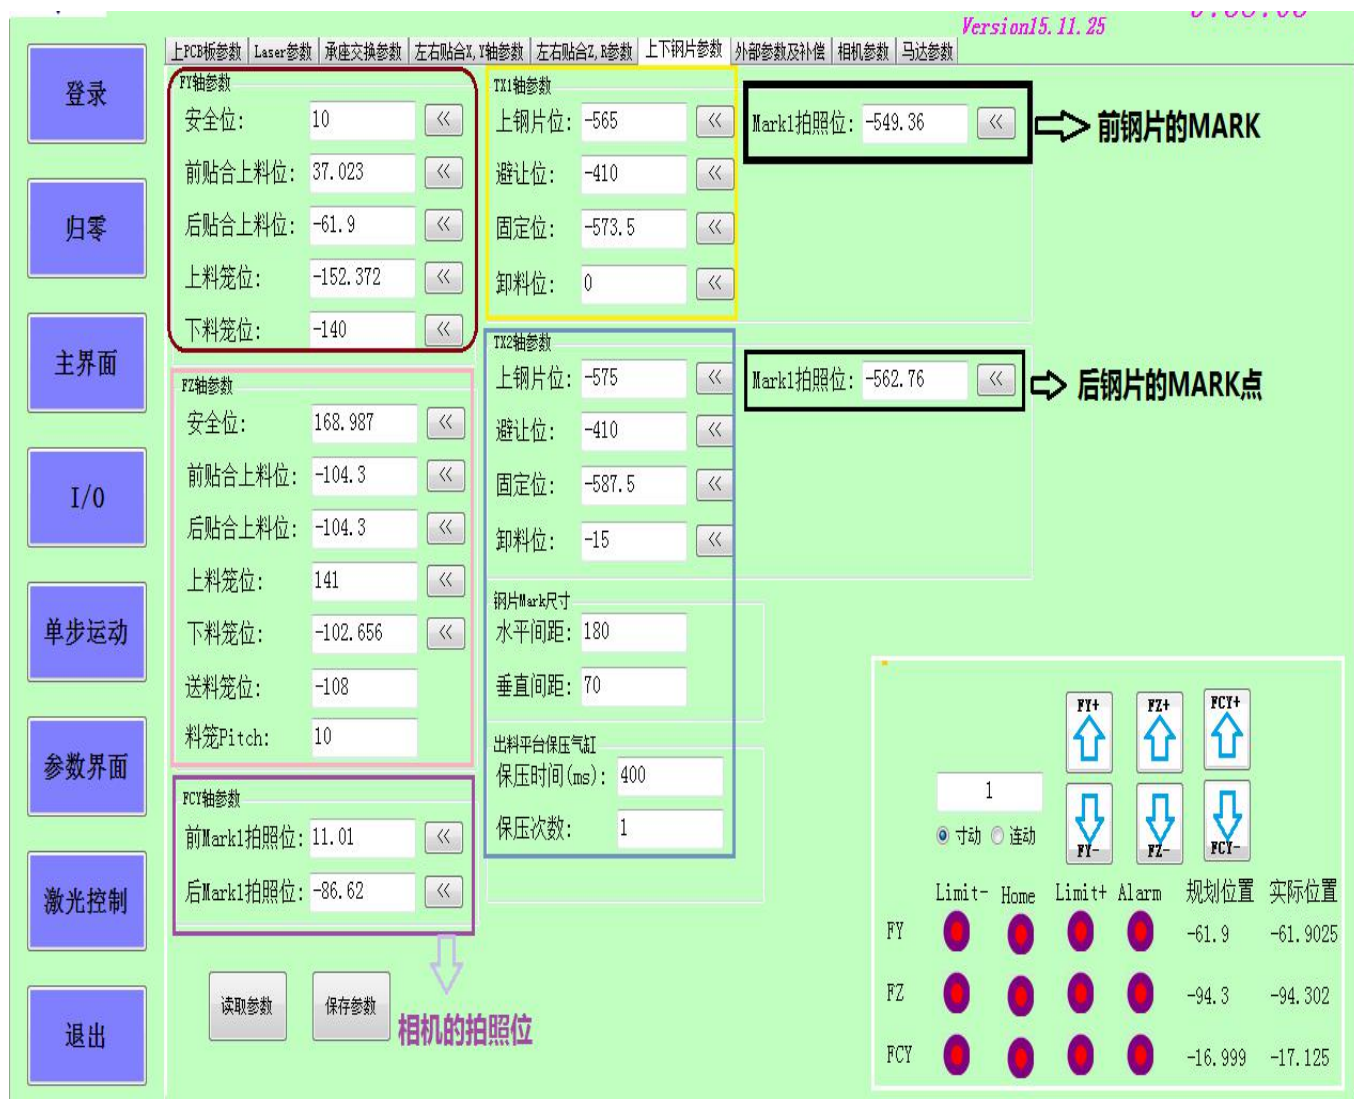 Version15.11.25
登录
归零
主界面
I/O
单步运动
参数界面
激光控制
退出
上PCB板参数 Laser参数 承座交换参数 左右贴合X,Y轴参数 左右贴合Z,R参数 上下钢片参数 外部参数及补偿 相机参数 马达参数
FY轴参数
安全位: 10 <<
前贴合上料位: 37.023 <<
后贴合上料位: -61.9 <<
上料笼位: -152.372 <<
下料笼位: -140 <<
FZ轴参数
安全位: 168.987 <<
前贴合上料位: -104.3 <<
后贴合上料位: -104.3 <<
上料笼位: 141 <<
下料笼位: -102.656 <<
送料笼位: -108
料笼Pitch: 10
FCY轴参数
前Mark1拍照位: 11.01 <<
后Mark1拍照位: -86.62 <<
读取参数 保存参数
相机的拍照位
TX1轴参数
上钢片位: -565 <<
避让位: -410 <<
固定位: -573.5 <<
卸料位: 0 <<
Mark1拍照位: -549.36 <<
前钢片的MARK
TX2轴参数
上钢片位: -575 <<
避让位: -410 <<
固定位: -587.5 <<
卸料位: -15 <<
Mark1拍照位: -562.76 <<
后钢片的MARK点
钢片Mark尺寸
水平间距: 180
垂直间距: 70
出料平台保压气缸
保压时间(ms): 400
保压次数: 1
FY+ FZ+ FCY+
1
寸动 连动
FY- FZ- FCY-
Limit- Home Limit+ Alarm 规划位置 实际位置
FY -61.9 -61.9025
FZ -94.3 -94.302
FCY -16.999 -17.125